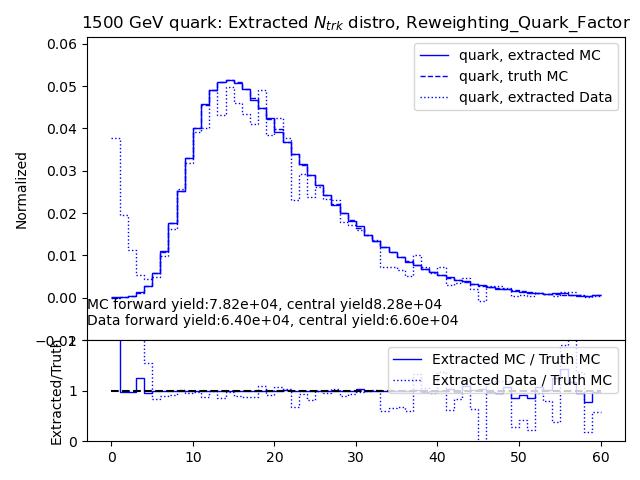 1500 GeV quark: Extracted N_trk distro, Reweighting_Quark_Factor
0.06
0.05
0.04
0.03
0.02
0.01
0.00
−0.01
Normalized
quark, extracted MC
quark, truth MC
quark, extracted Data
MC forward yield:7.82e+04, central yield8.28e+04
Data forward yield:6.40e+04, central yield:6.60e+04
2
1
0
Extracted/Truth
Extracted MC / Truth MC
Extracted Data / Truth MC
0 10 20 30 40 50 60